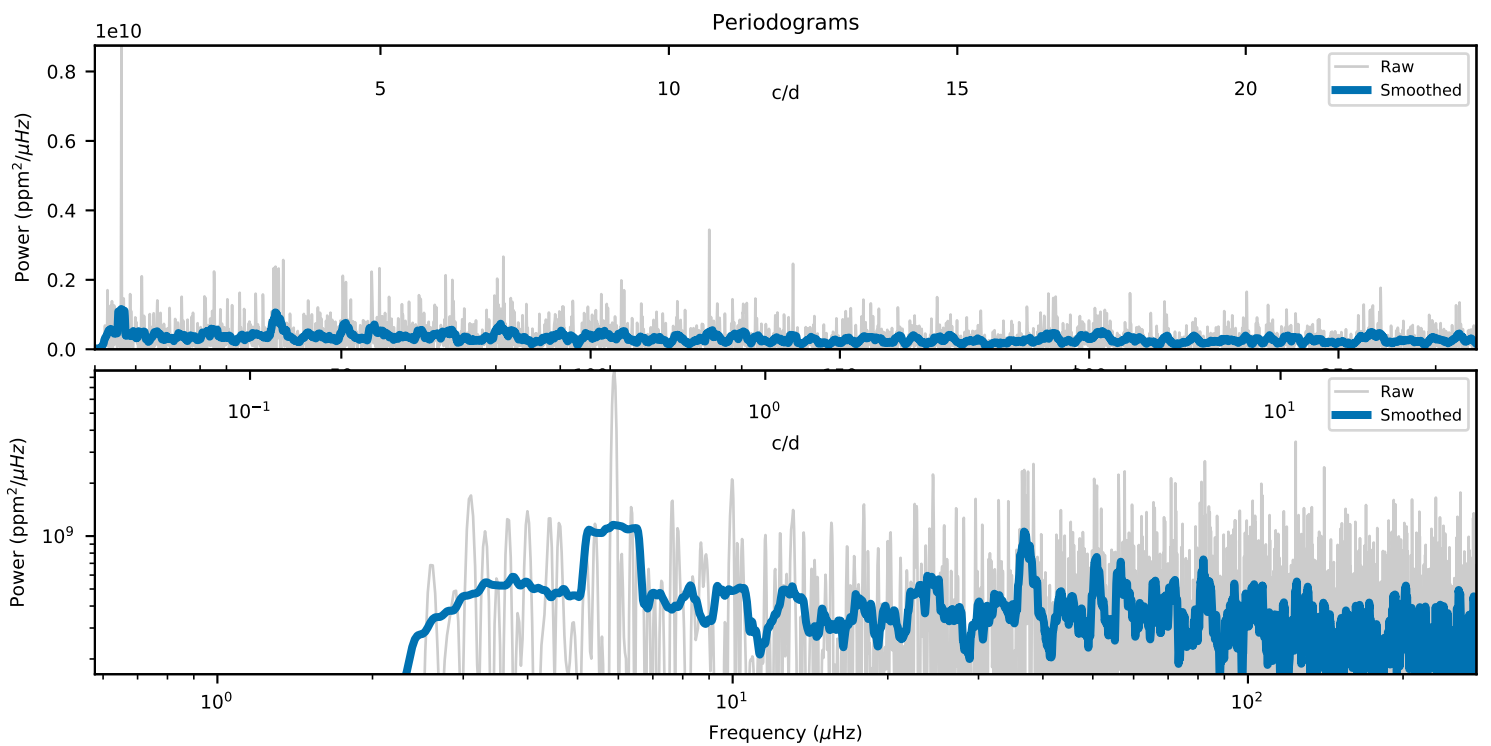 Periodograms
1e10
0.8
0.6
0.4
0.2
0.0
Power (ppm²/μHz)
5
10
15
20
c/d
Raw
Smoothed
10⁻¹
10⁰
10¹
c/d
Raw
Smoothed
10⁹
Power (ppm²/μHz)
10⁰
10¹
10²
Frequency (μHz)